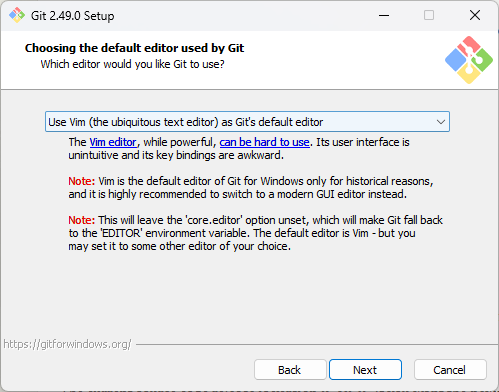 Git 2.49.0 Setup
Choosing the default editor used by Git
Which editor would you like Git to use?
Use Vim (the ubiquitous text editor) as Git's default editor
The Vim editor, while powerful, can be hard to use. Its user interface is
unintuitive and its key bindings are awkward.
Note: Vim is the default editor of Git for Windows only for historical reasons,
and it is highly recommended to switch to a modern GUI editor instead.
Note: This will leave the 'core.editor' option unset, which will make Git fall back
to the 'EDITOR' environment variable. The default editor is Vim - but you
may set it to some other editor of your choice.
https://gitforwindows.org/
Back Next Cancel